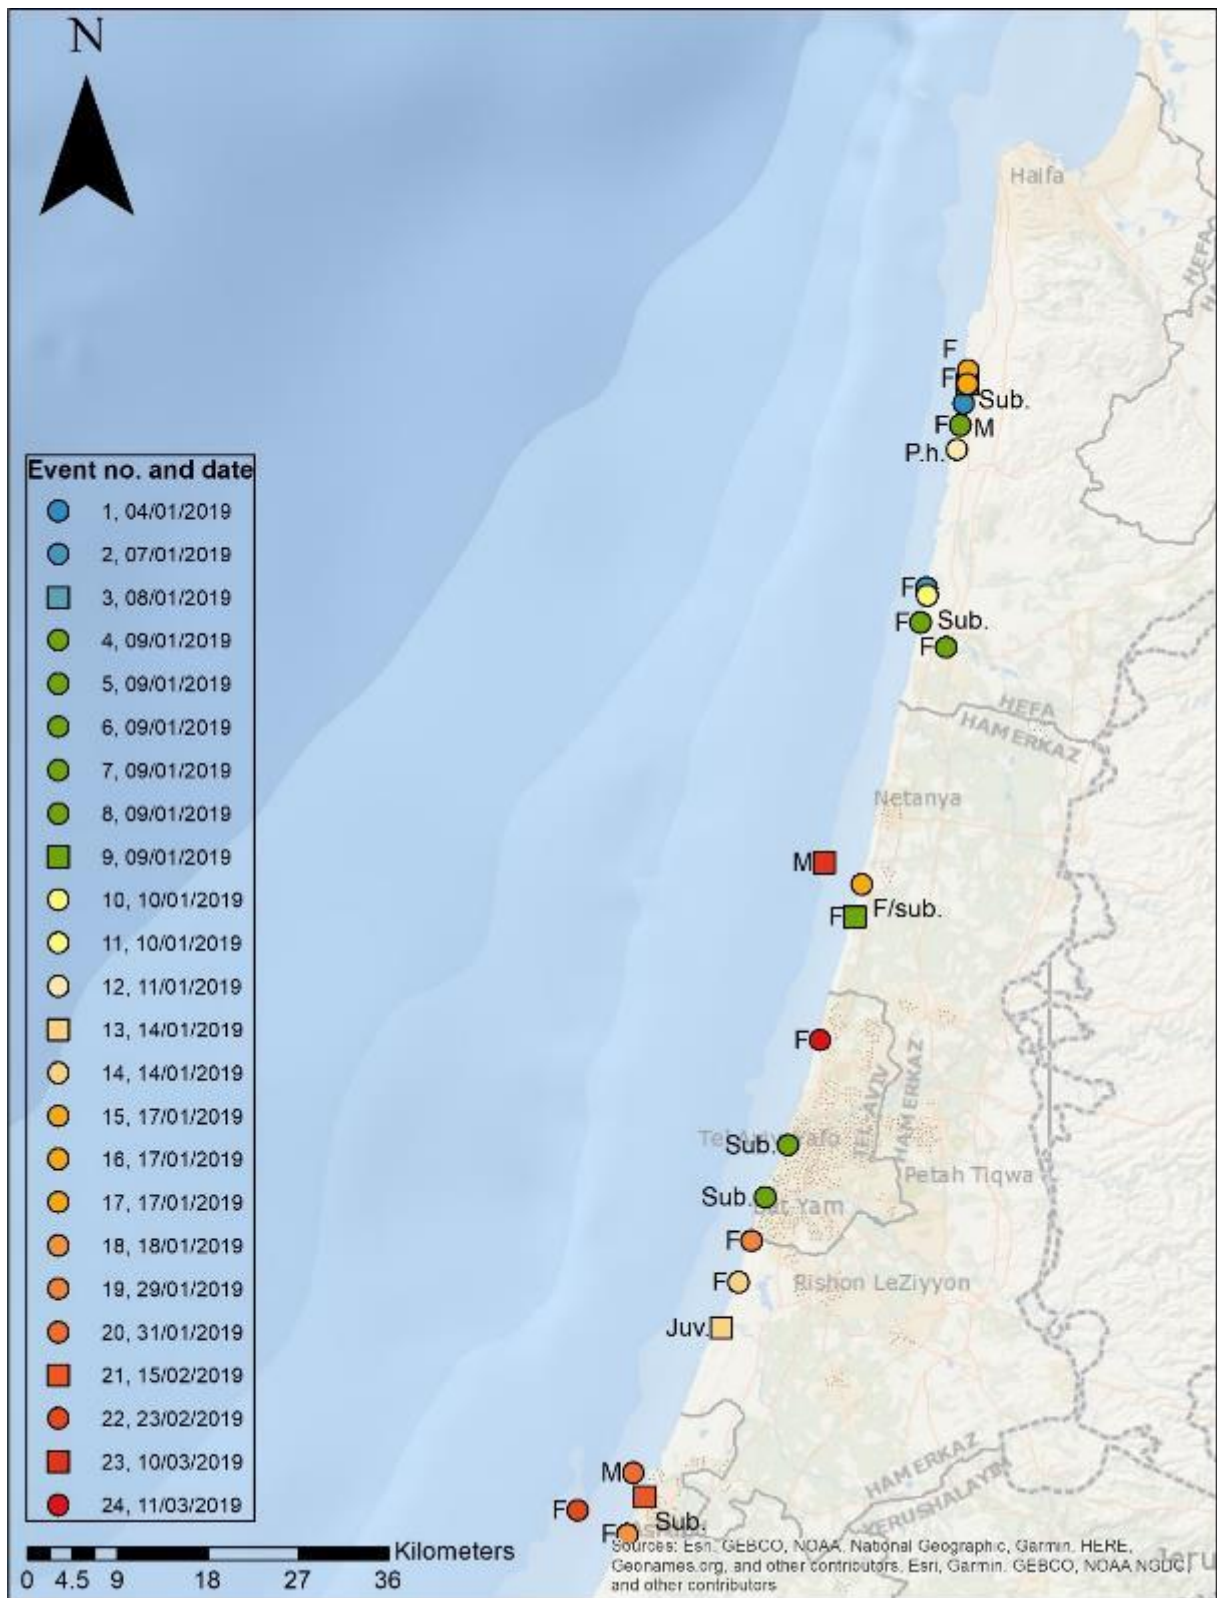 N
Haifa
HEFA
F
F
Sub.
F
M
P.h.
F
F
Sub.
F
HEFA
HAMERKAZ
Netanya
M
F/sub.
F
F
TEL AVIV
HAMERKAZ
Sub.
Petah Tiqwa
Sub.
Bat Yam
F
F
Rishon LeZiyyon
Juv.
HAMERKAZ
YERUSHALAYIM
M
F
Sub.
F
Event no. and date
1, 04/01/2019
2, 07/01/2019
3, 08/01/2019
4, 09/01/2019
5, 09/01/2019
6, 09/01/2019
7, 09/01/2019
8, 09/01/2019
9, 09/01/2019
10, 10/01/2019
11, 10/01/2019
12, 11/01/2019
13, 14/01/2019
14, 14/01/2019
15, 17/01/2019
16, 17/01/2019
17, 17/01/2019
18, 18/01/2019
19, 29/01/2019
20, 31/01/2019
21, 15/02/2019
22, 23/02/2019
23, 10/03/2019
24, 11/03/2019
Kilometers
0 4.5 9 18 27 36
Sources: Esri, GEBCO, NOAA, National Geographic, Garmin, HERE,
Geonames.org, and other contributors, Esri, Garmin, GEBCO, NOAA NGDC,
and other contributors
Jeru